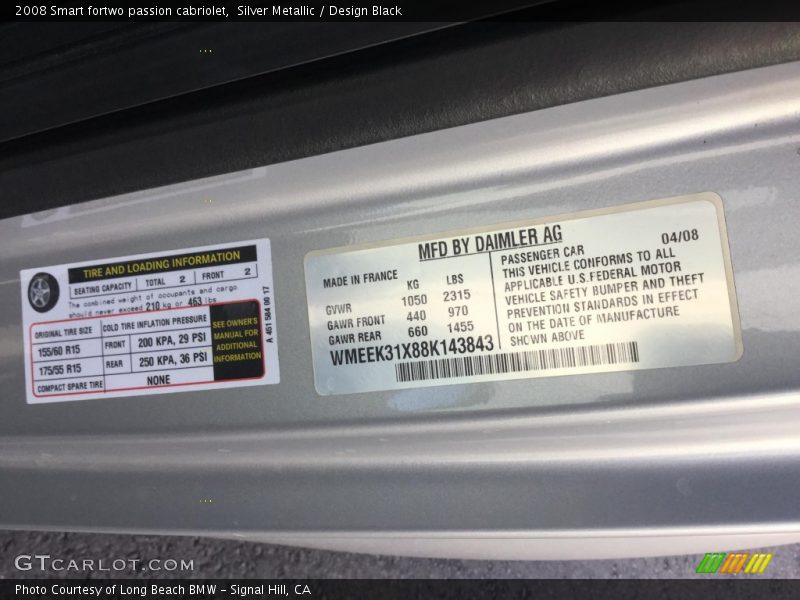 2008 Smart fortwo passion cabriolet,  Silver Metallic / Design Black
TIRE AND LOADING INFORMATION
SEATING CAPACITY TOTAL 2 FRONT 2
The combined weight of occupants and cargo
should never exceed 210 kg or 463 lbs
ORIGINAL TIRE SIZE COLD TIRE INFLATION PRESSURE
155/60 R15 FRONT 200 KPA, 29 PSI
175/55 R15 REAR 250 KPA, 36 PSI
COMPACT SPARE TIRE NONE
SEE OWNER'S
MANUAL FOR
ADDITIONAL
INFORMATION
A 451 584 00 17
MFD BY DAIMLER AG
MADE IN FRANCE
KG LBS
GVWR 1050 2315
GAWR FRONT 440 970
GAWR REAR 660 1455
WMEEK31X88K143843
PASSENGER CAR 04/08
THIS VEHICLE CONFORMS TO ALL
APPLICABLE U.S.FEDERAL MOTOR
VEHICLE SAFETY BUMPER AND THEFT
PREVENTION STANDARDS IN EFFECT
ON THE DATE OF MANUFACTURE
SHOWN ABOVE
GTCARLOT.COM
Photo Courtesy of Long Beach BMW - Signal Hill, CA